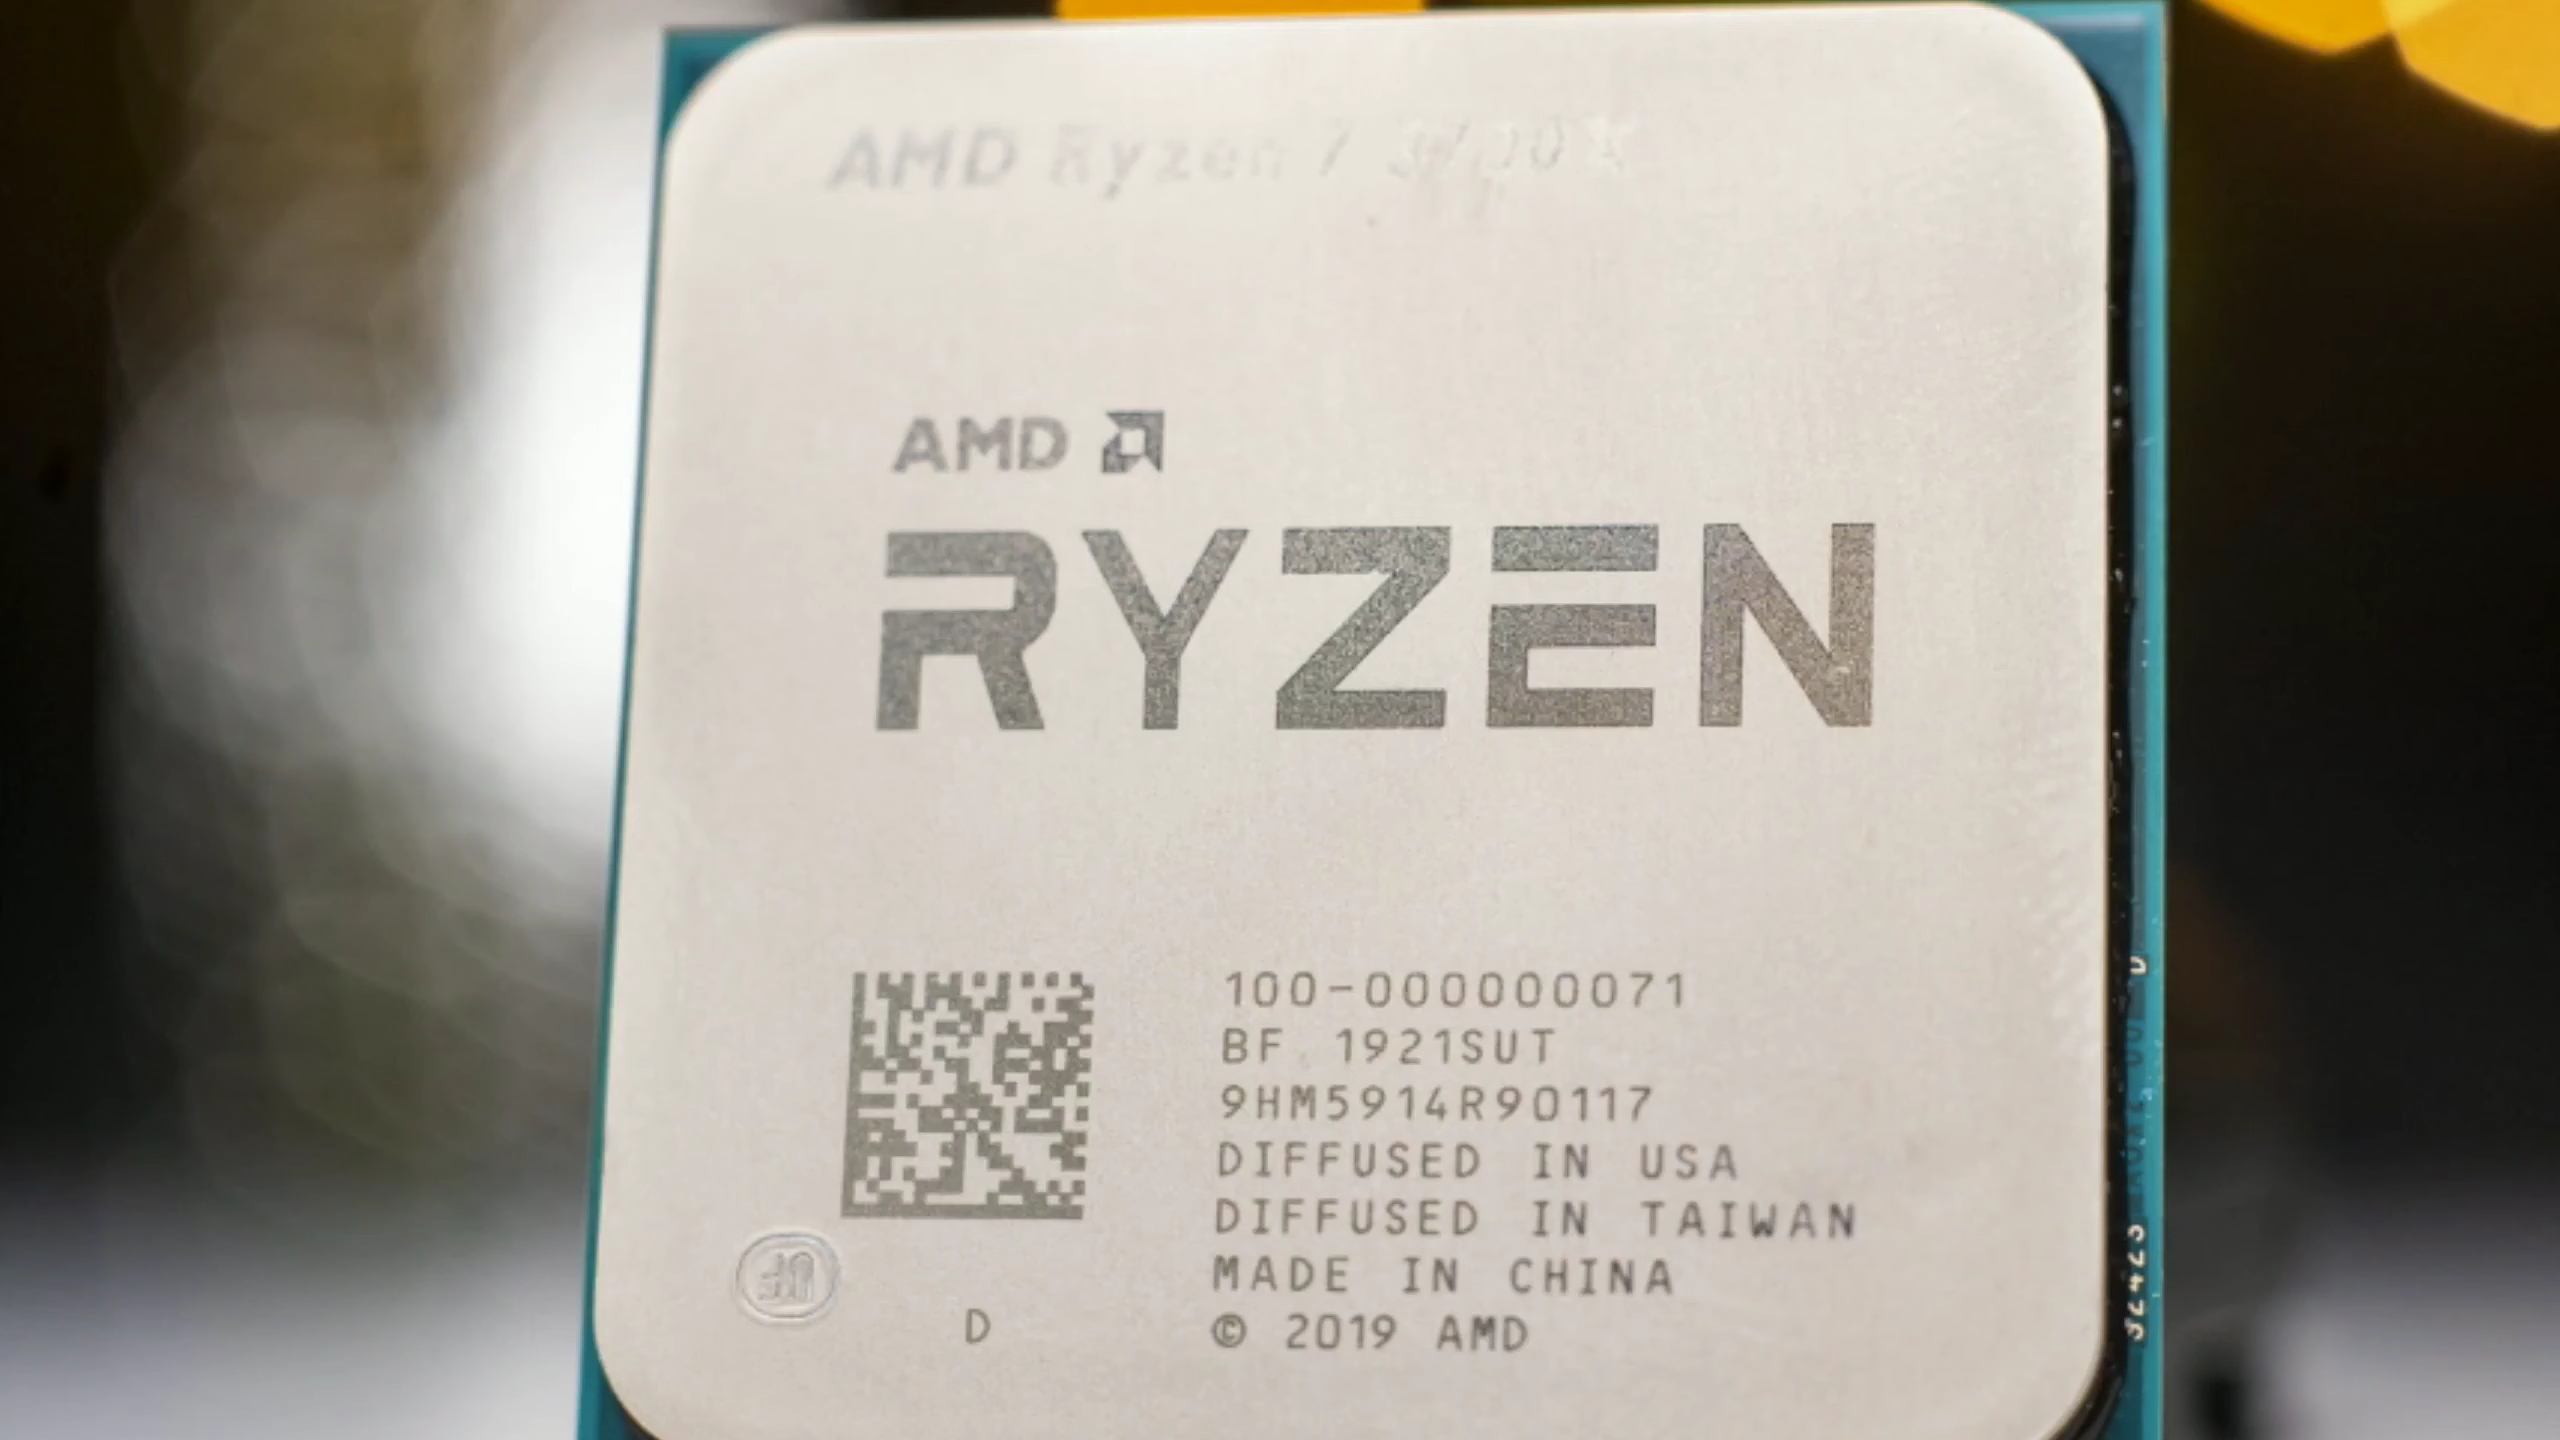 AMD Ryzen 7 3700X
AMD
RYZEN
100-000000071
BF 1921SUT
9HM5914R90117
DIFFUSED IN USA
DIFFUSED IN TAIWAN
MADE IN CHINA
© 2019 AMD
D